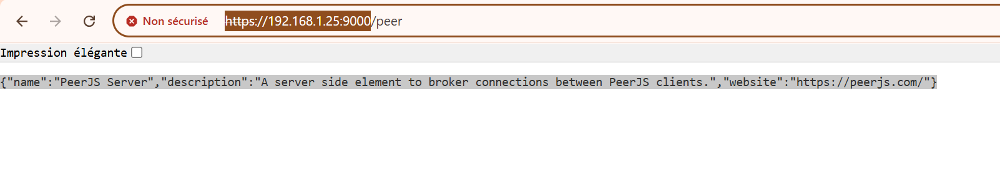 Non sécurisé https://192.168.1.25:9000/peer
Impression élégante
{"name":"PeerJS Server","description":"A server side element to broker connections between PeerJS clients.","website":"https://peerjs.com/"}